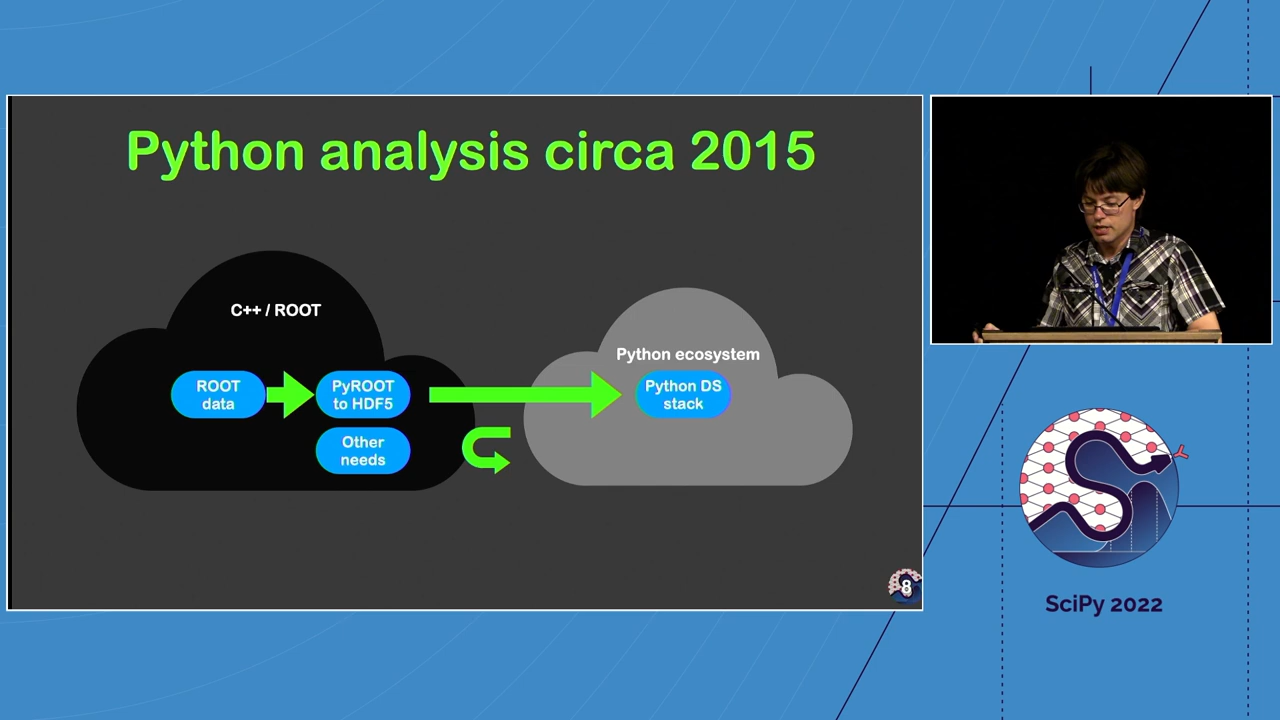 Python analysis circa 2015
C++ / ROOT
ROOT
data
PyROOT
to HDF5
Other
needs
Python ecosystem
Python DS
stack
8
SciPy 2022